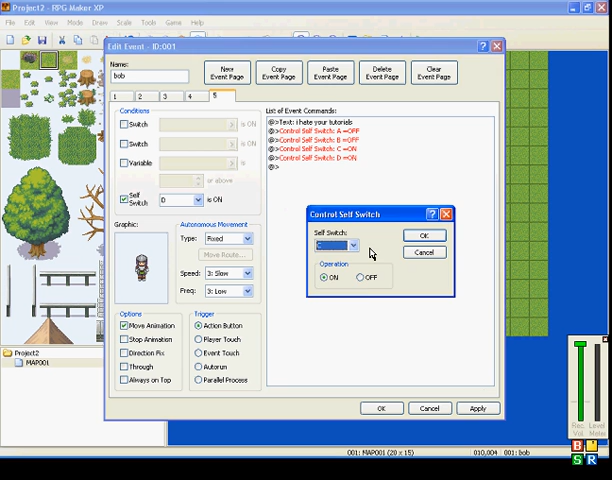 Project2 - RPG Maker XP
File Edit View Mode Draw Scale Tools Game Help
Edit Event - ID:001
Name:
bob
New Event Page
Copy Event Page
Paste Event Page
Delete Event Page
Clear Event Page
1 2 3 4 5
Conditions
Switch is ON
Switch is ON
Variable is
or above
Self Switch D is ON
Graphic:
Autonomous Movement
Type: Fixed
Move Route...
Speed: 3: Slow
Freq: 3: Low
Options
Move Animation
Stop Animation
Direction Fix
Through
Always on Top
Trigger
Action Button
Player Touch
Event Touch
Autorun
Parallel Process
List of Event Commands:
@>Text: i hate your tutorials
@>Control Self Switch: A =OFF
@>Control Self Switch: B =OFF
@>Control Self Switch: C =ON
@>Control Self Switch: D =ON
@>
Control Self Switch
Self Switch:
C
Operation
ON OFF
OK
Cancel
OK Cancel Apply
Project2
MAP001
Rec. Vol
Level Meter
B
S R
001: MAP001 (20 x 15) 010,004 001: bob